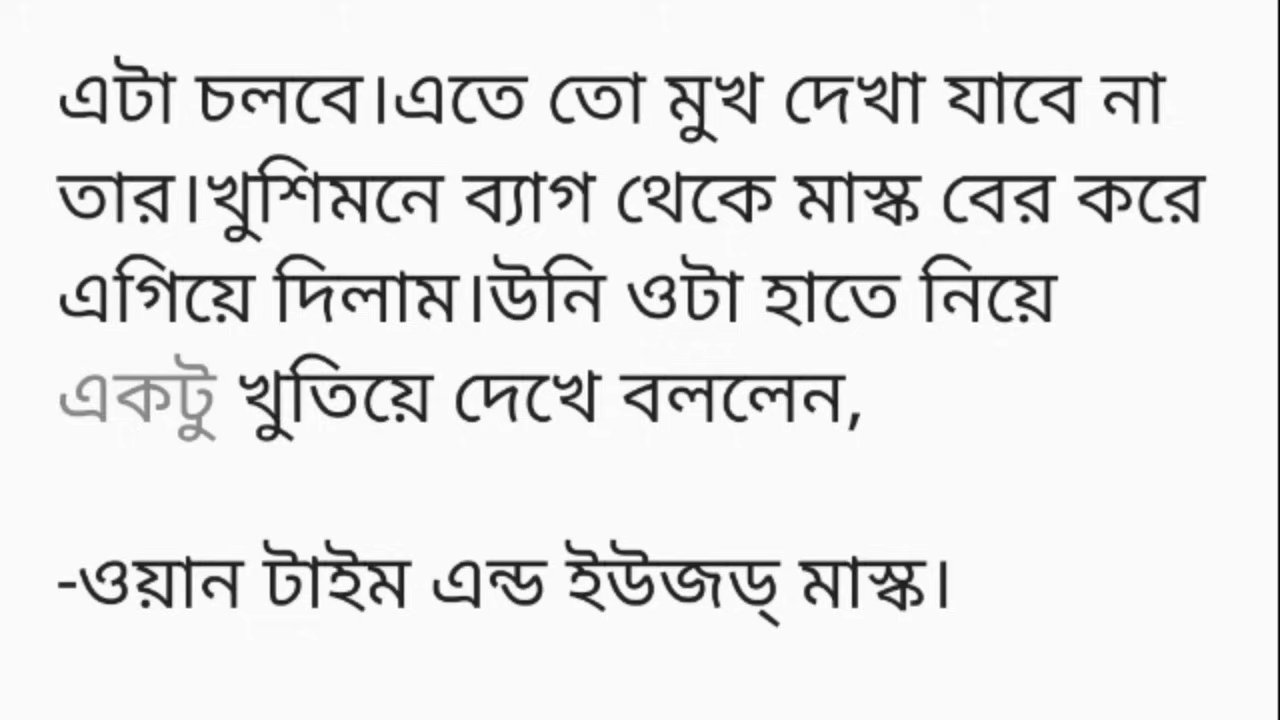 এটা চলবে।এতে তো মুখ দেখা যাবে না
তার।খুশিমনে ব্যাগ থেকে মাস্ক বের করে
এগিয়ে দিলাম।উনি ওটা হাতে নিয়ে
একটু খুতিয়ে দেখে বললেন,
-ওয়ান টাইম এন্ড ইউজড্ মাস্ক।